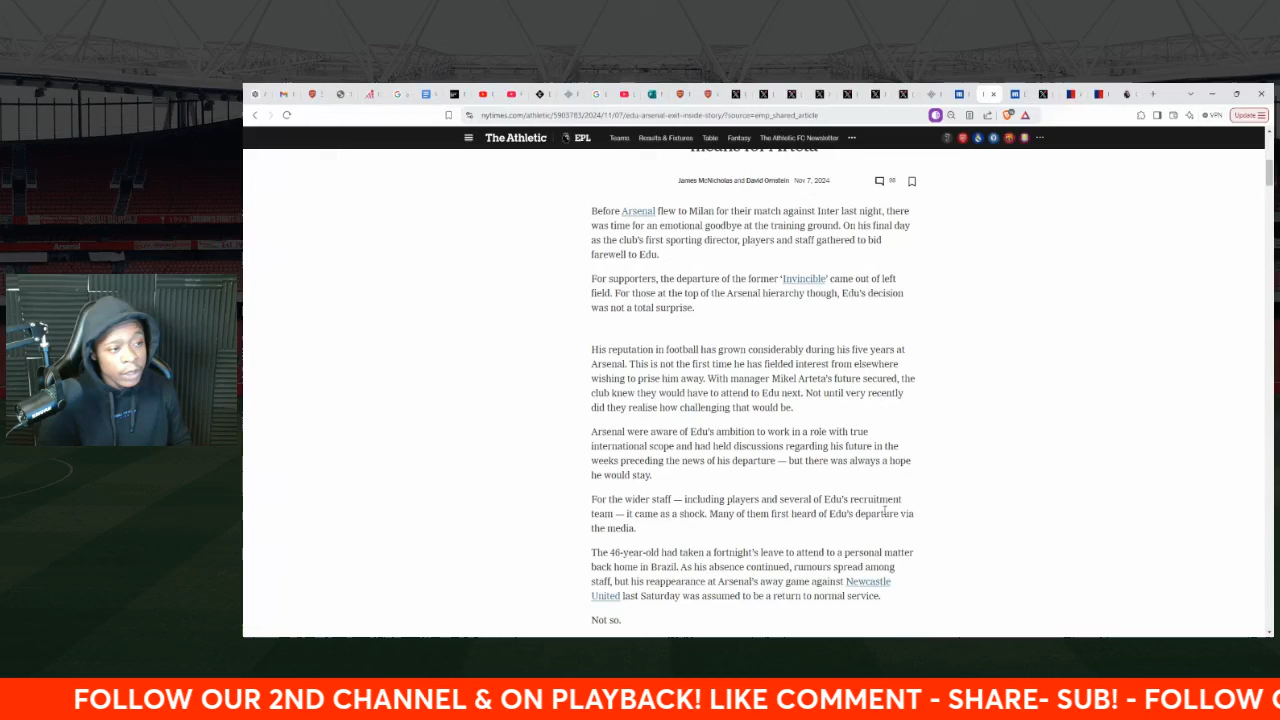 nytimes.com/athletic/5903783/2024/11/07/edu-arsenal-exit-inside-story/?source=emp_shared_article
VPN
Update
The Athletic
EPL
Teams
Results & Fixtures
Table
Fantasy
The Athletic FC Newsletter
means for Arteta
James McNicholas and David Ornstein Nov 7, 2024
98
Before Arsenal flew to Milan for their match against Inter last night, there
was time for an emotional goodbye at the training ground. On his final day
as the club's first sporting director, players and staff gathered to bid
farewell to Edu.
For supporters, the departure of the former 'Invincible' came out of left
field. For those at the top of the Arsenal hierarchy though, Edu's decision
was not a total surprise.
His reputation in football has grown considerably during his five years at
Arsenal. This is not the first time he has fielded interest from elsewhere
wishing to prise him away. With manager Mikel Arteta's future secured, the
club knew they would have to attend to Edu next. Not until very recently
did they realise how challenging that would be.
Arsenal were aware of Edu's ambition to work in a role with true
international scope and had held discussions regarding his future in the
weeks preceding the news of his departure — but there was always a hope
he would stay.
For the wider staff — including players and several of Edu's recruitment
team — it came as a shock. Many of them first heard of Edu's departure via
the media.
The 46-year-old had taken a fortnight's leave to attend to a personal matter
back home in Brazil. As his absence continued, rumours spread among
staff, but his reappearance at Arsenal's away game against Newcastle
United last Saturday was assumed to be a return to normal service.
Not so.
FOLLOW OUR 2ND CHANNEL & ON PLAYBACK! LIKE COMMENT - SHARE- SUB! - FOLLOW